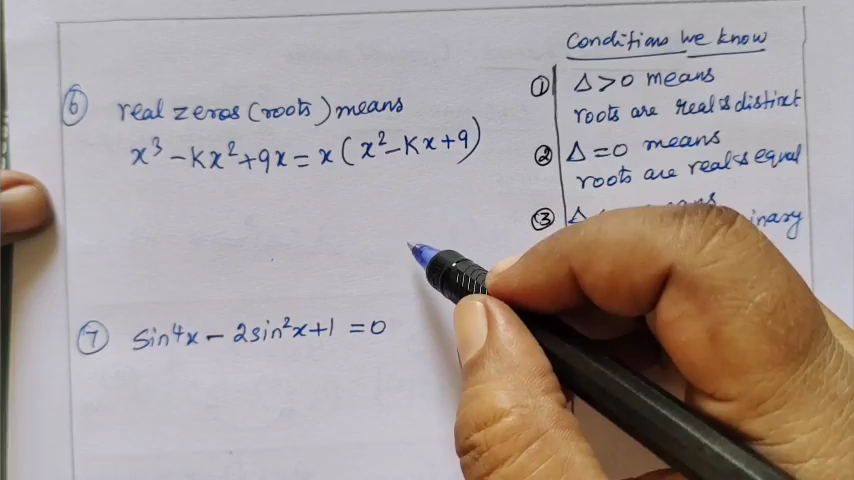 Conditions we know
① Δ > 0 means
roots are real & distinct
② Δ = 0 means
roots are real & equal
③ Δ means
inary
⑥ real zeros (roots) means
x³ - Kx² + 9x = x (x² - Kx + 9)
⑦ sin⁴x - 2sin²x + 1 = 0